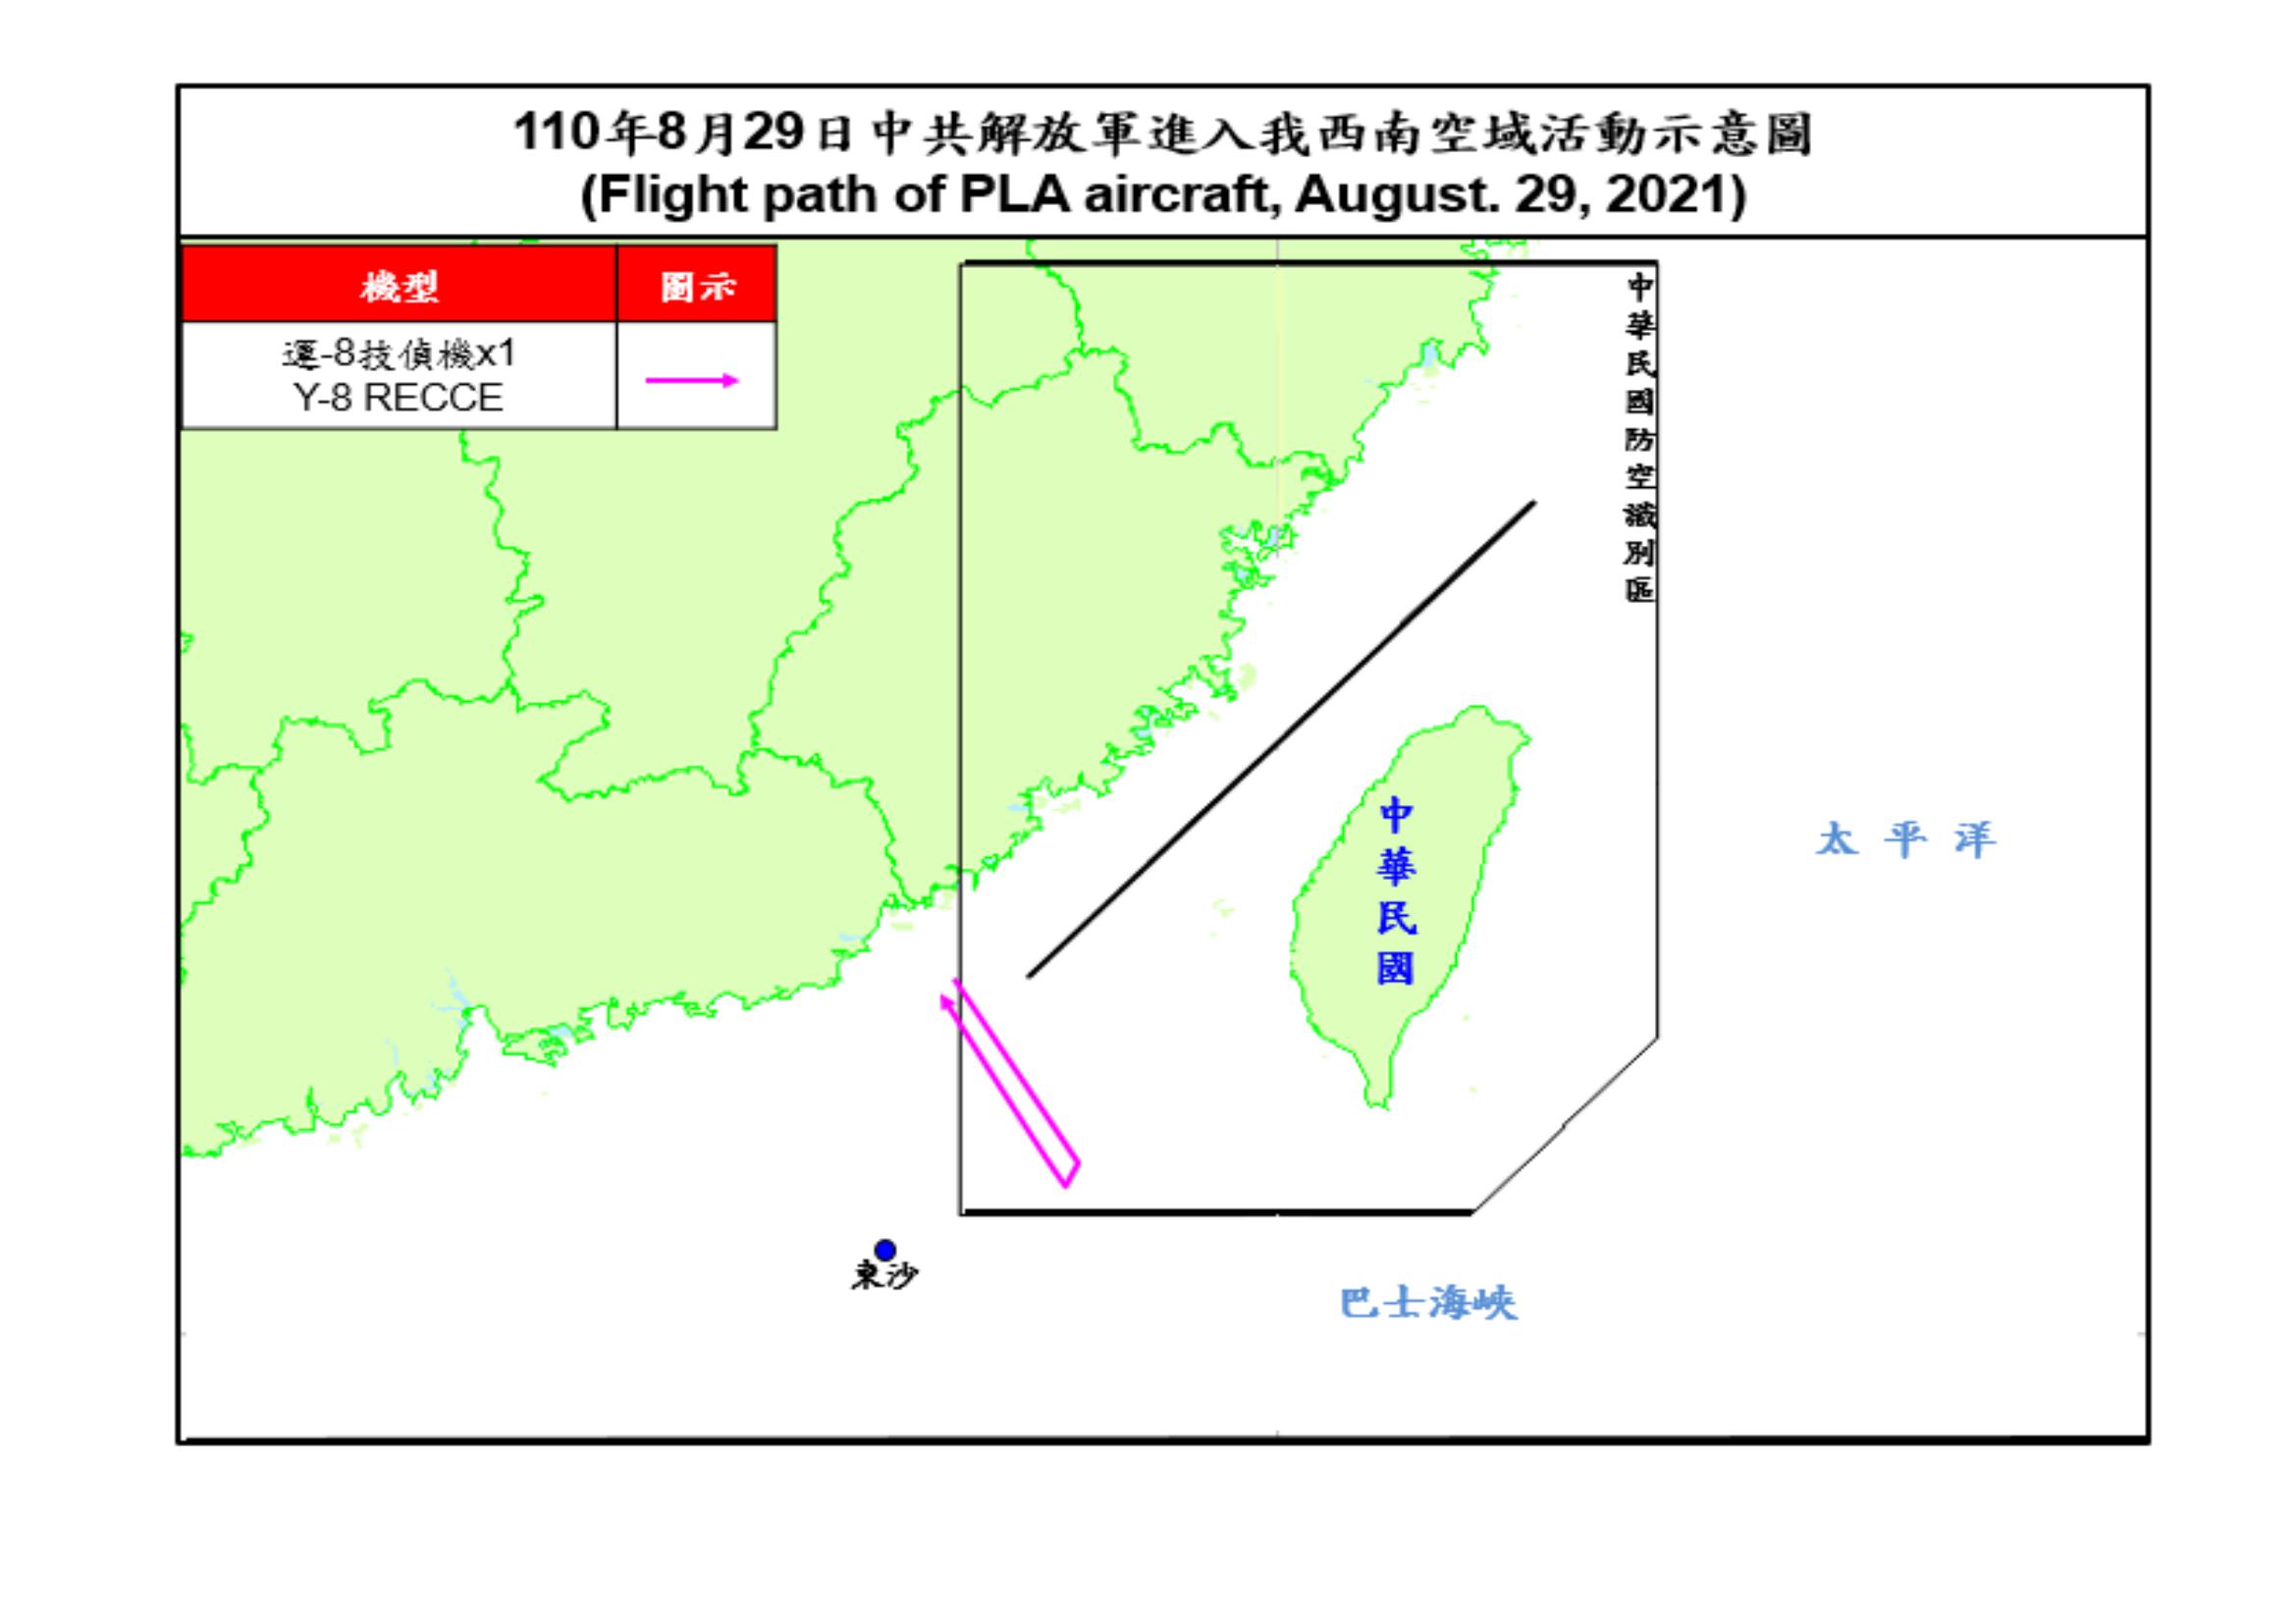 110年8月29日中共解放軍進入我西南空域活動示意圖
(Flight path of PLA aircraft, August. 29, 2021)
機型
圖示
運-8技偵機x1
Y-8 RECCE
中華民國防空識別區
中華民國
太平洋
東沙
巴士海峽